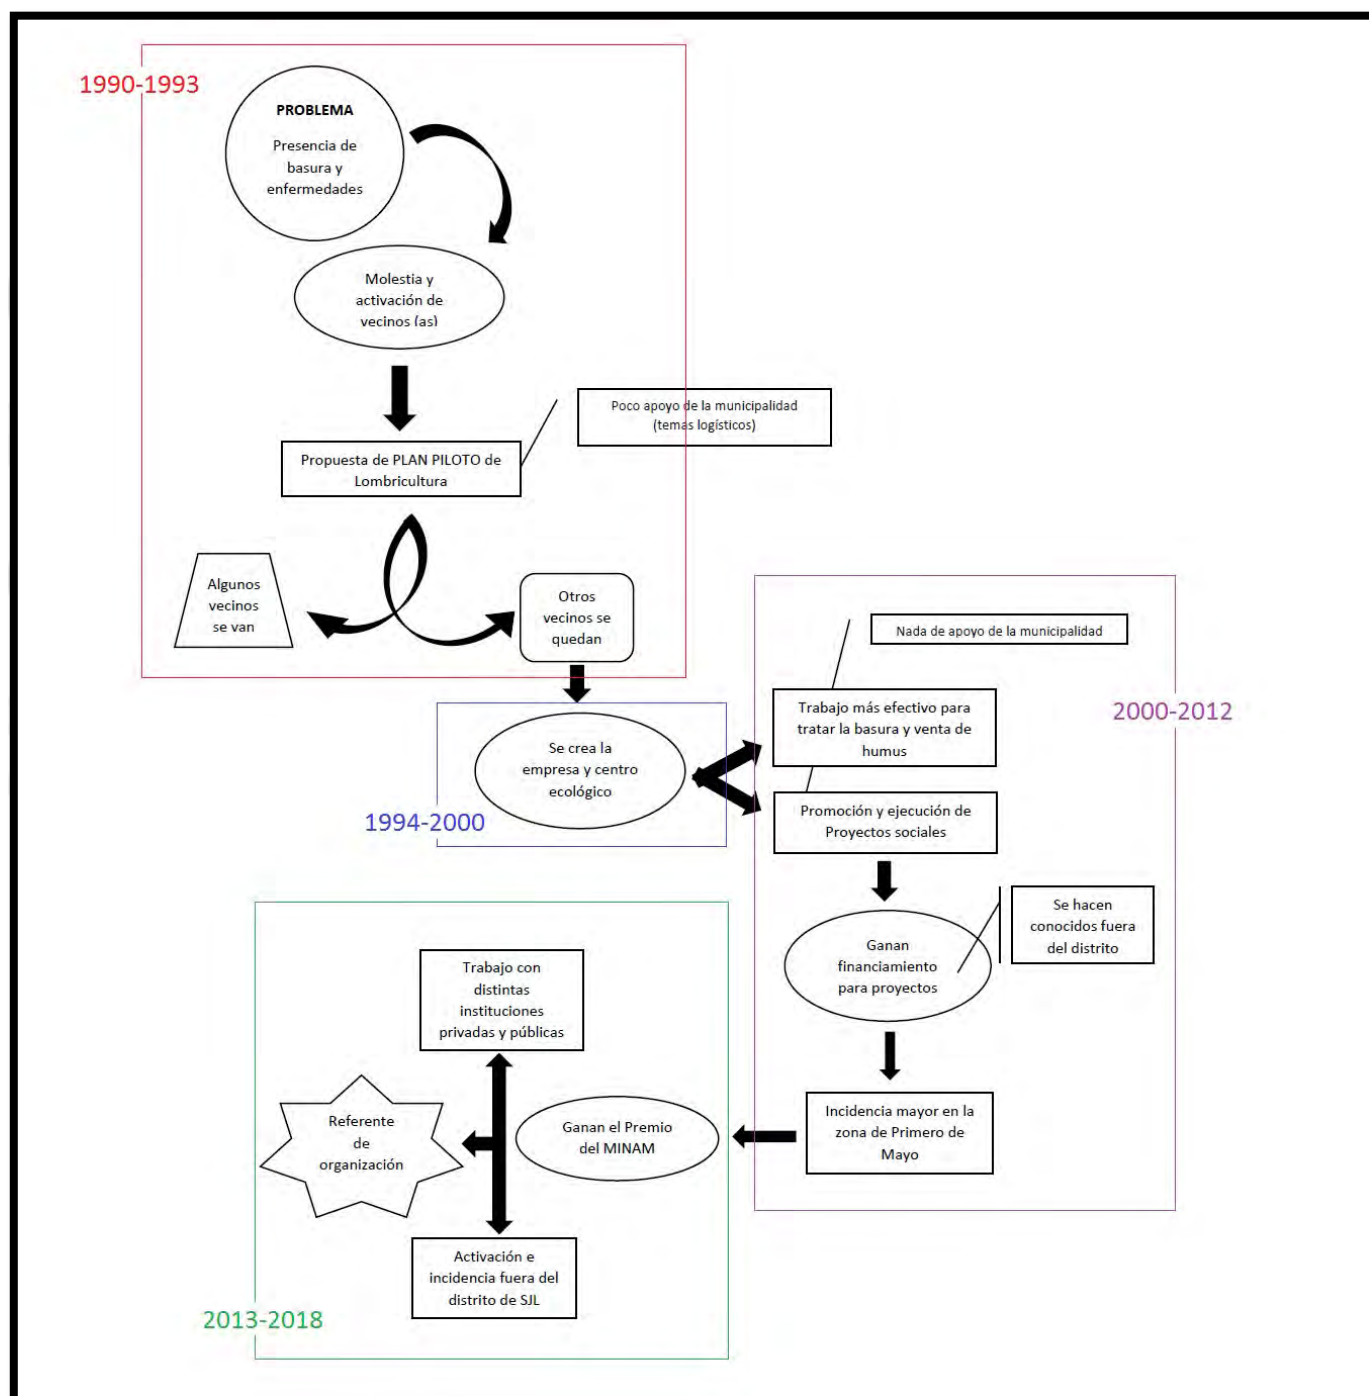 1990-1993
PROBLEMA
Presencia de
basura y
enfermedades
Molestia y
activación de
vecinos (as)
Poco apoyo de la municipalidad
(temas logísticos)
Propuesta de PLAN PILOTO de
Lombricultura
Algunos
vecinos
se van
Otros
vecinos se
quedan
1994-2000
Se crea la
empresa y centro
ecológico
2000-2012
Nada de apoyo de la municipalidad
Trabajo más efectivo para
tratar la basura y venta de
humus
Promoción y ejecución de
Proyectos sociales
Ganan
financiamiento
para proyectos
Se hacen
conocidos fuera
del distrito
Incidencia mayor en la
zona de Primero de
Mayo
Ganan el Premio
del MINAM
Trabajo con
distintas
instituciones
privadas y públicas
Referente
de
organización
Activación e
incidencia fuera del
distrito de SJL
2013-2018